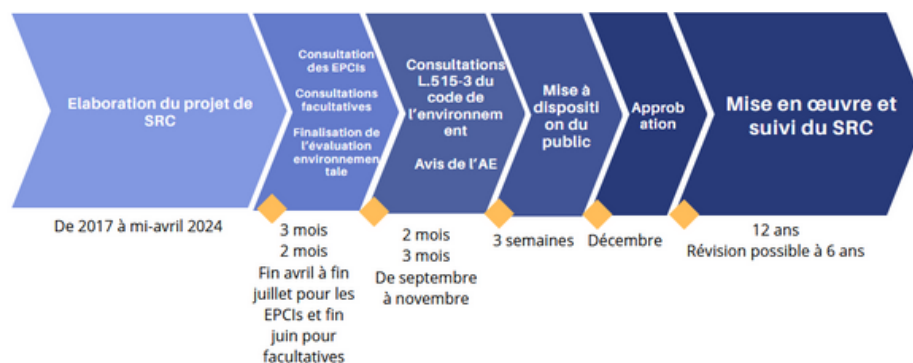 Elaboration du projet de
SRC
Consultation
des EPCIs
Consultations
facultatives
Finalisation de
l'évaluation
environnemen
tale
Consultations
L.515-3 du
code de
l'environnem
ent
Avis de l'AE
Mise à
dispositi
on du
public
Approb
ation
Mise en œuvre et
suivi du SRC
De 2017 à mi-avril 2024
3 mois
2 mois
Fin avril à fin
juillet pour les
EPCIs et fin
juin pour
facultatives
2 mois
3 mois
De septembre
à novembre
3 semaines
Décembre
12 ans
Révision possible à 6 ans